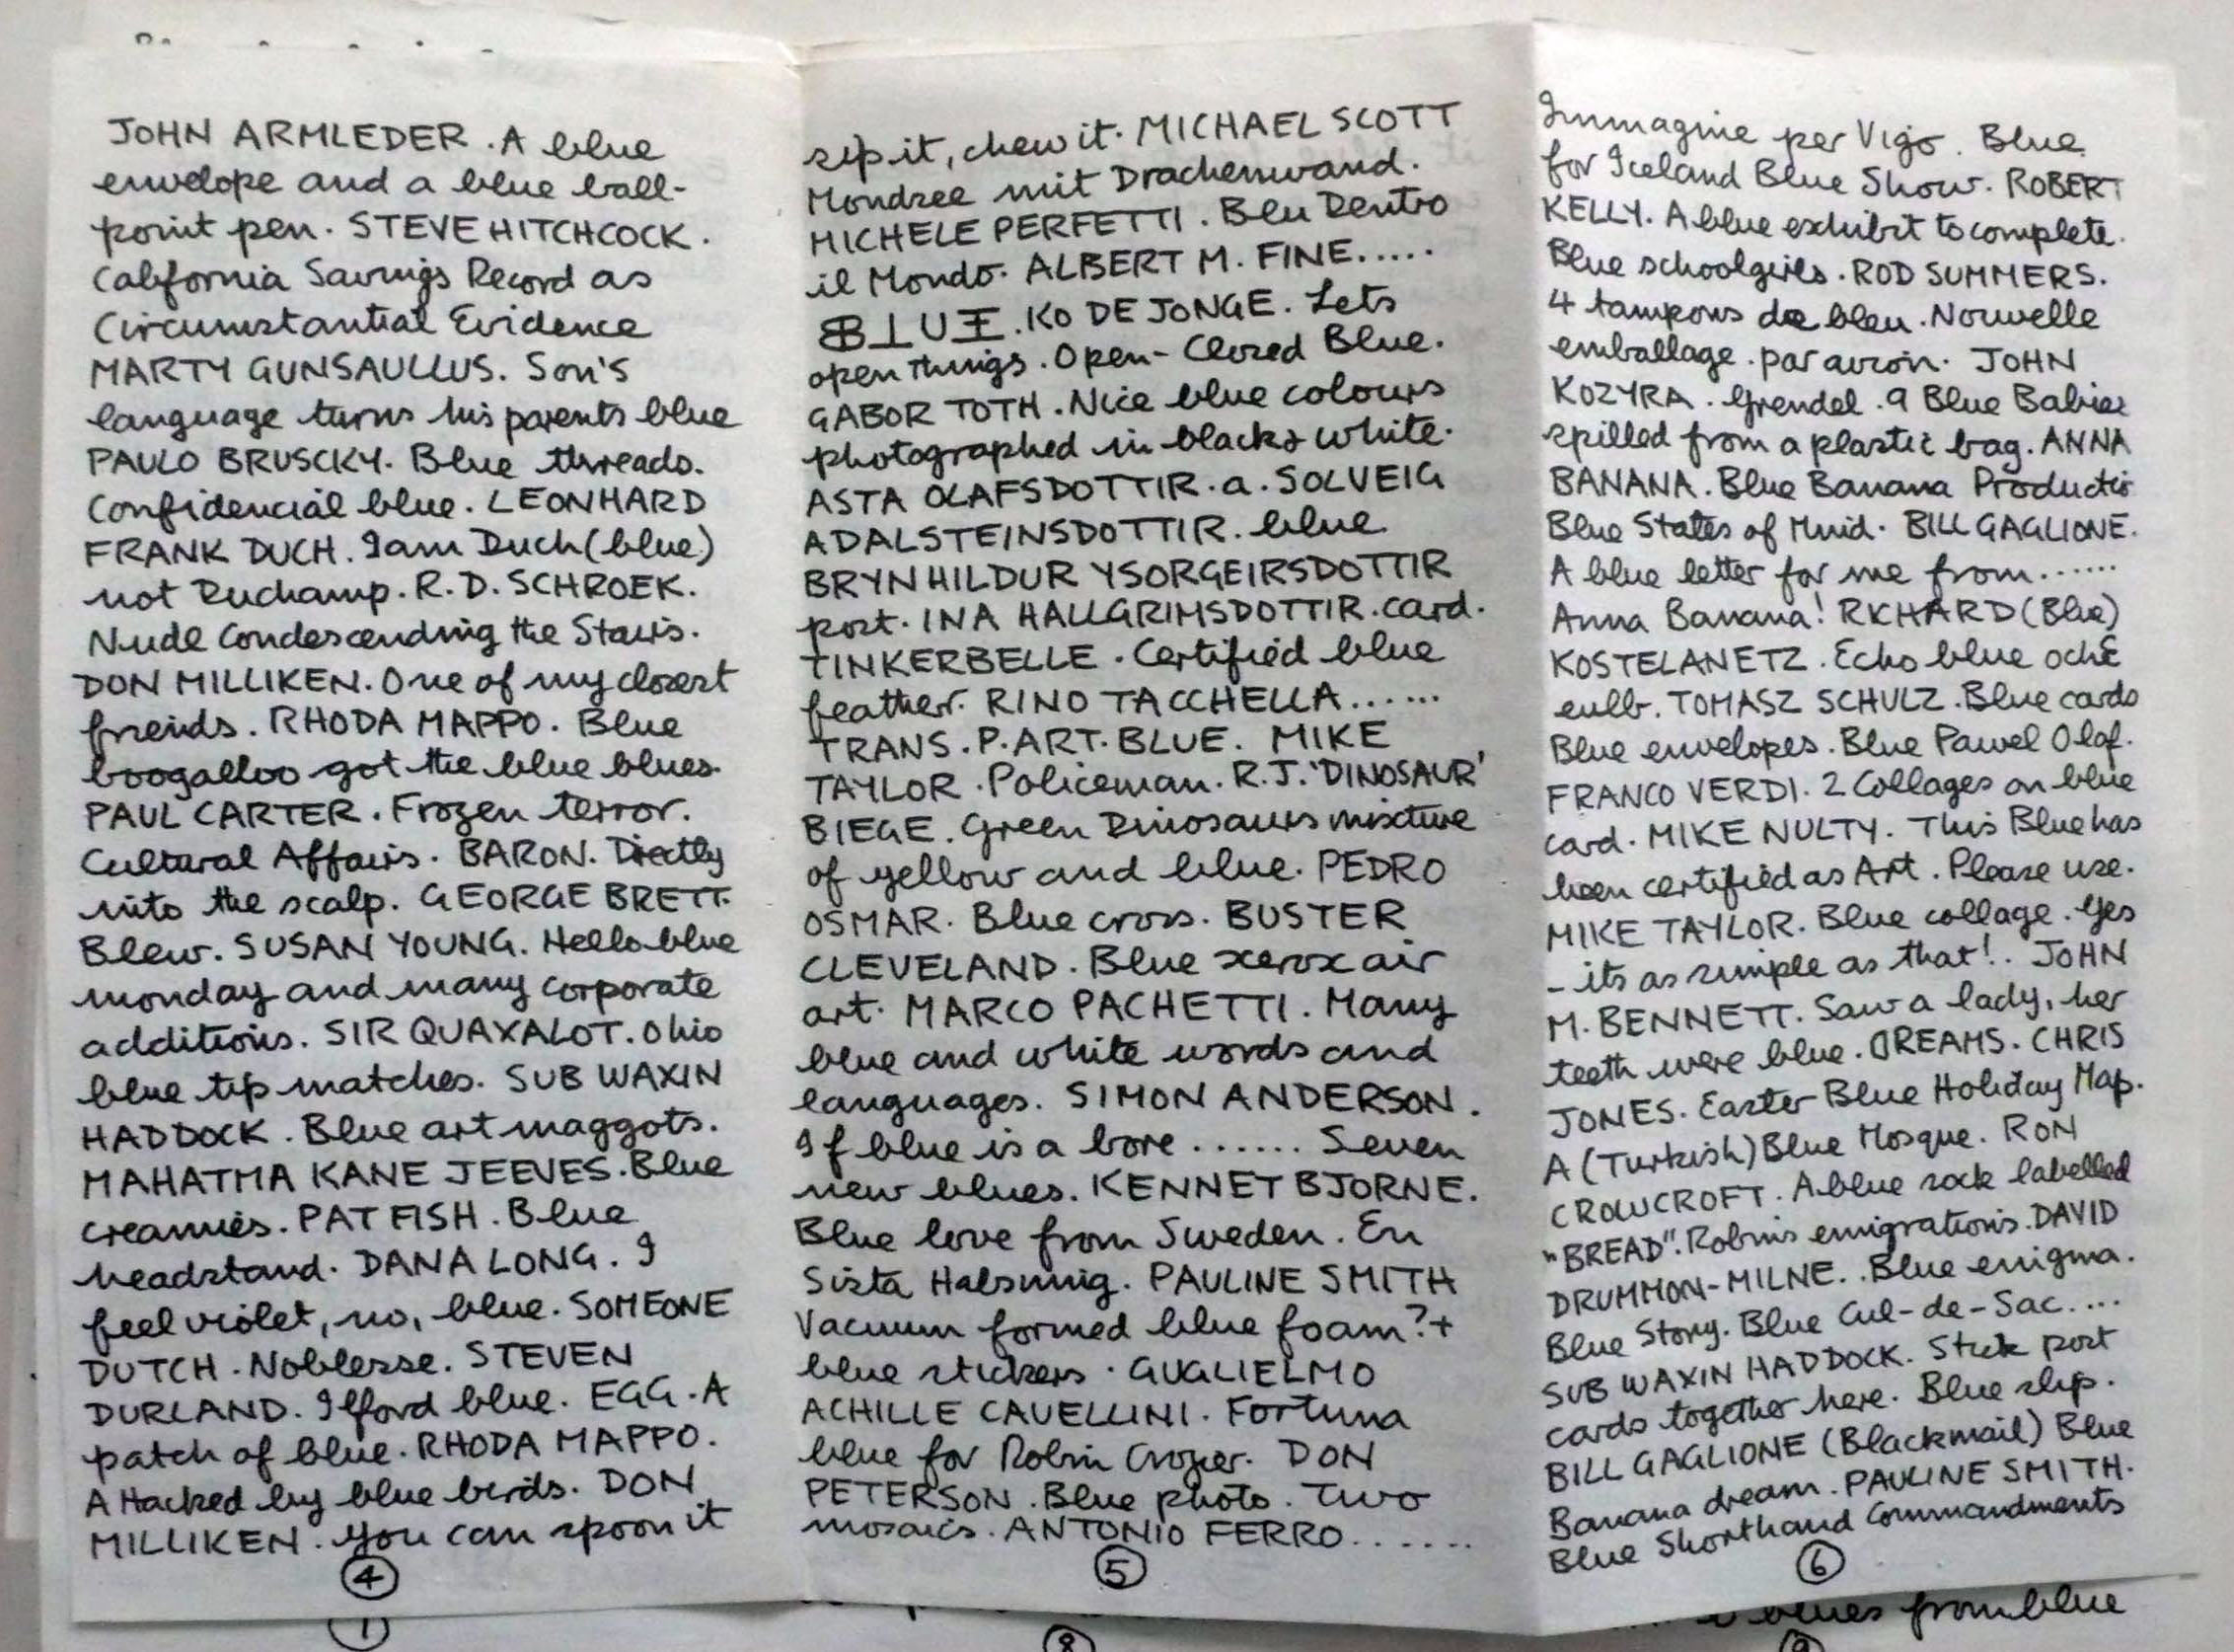 JOHN ARMLEDER. A blue
envelope and a blue ball-
point pen. STEVE HITCHCOCK.
California Savings Record as
Circumstantial Evidence
MARTY GUNSAULLUS. Son's
language turns his parents blue
PAULO BRUSCKY. Blue threads.
Confidencial blue. LEONHARD
FRANK DUCH. I am Duch (blue)
not Duchamp. R.D. SCHROEK.
Nude Condescending the Stairs.
DON MILLIKEN. One of my closest
friends. RHODA MAPPO. Blue
boogalloo got the blue blues.
PAUL CARTER. Frozen terror.
Cultural Affairs. BARON. Directly
into the scalp. GEORGE BRETT.
Blew. SUSAN YOUNG. Hello blue
monday and many corporate
additions. SIR QUAXALOT. Ohio
blue tip matches. SUB WAXIN
HADDOCK. Blue art maggots.
MAHATMA KANE JEEVES. Blue
creamies. PAT FISH. Blue
headstand. DANA LONG. I
feel violet, no, blue. SOMEONE
DUTCH. Noblesse. STEVEN
DURLAND. Ilford blue. EGG. A
patch of blue. RHODA MAPPO.
Attacked by blue birds. DON
MILLIKEN. You can spoon it
④
sip it, chew it. MICHAEL SCOTT
Mondsee mit Drachenwand.
MICHELE PERFETTI. Blu Dentro
il Mondo. ALBERT M. FINE.....
BLUE. KO DE JONGE. Lets
open things. Open-Closed Blue.
GABOR TOTH. Nice blue colours
photographed in black & white.
ASTA OLAFSDOTTIR. a. SOLVEIG
ADALSTEINSDOTTIR. blue.
BRYNHILDUR YSORGEIRSDOTTIR
post. INA HALLGRIMSDOTTIR. card.
TINKERBELLE. Certified blue
feather. RINO TACCHELLA......
TRANS.P.ART.BLUE. MIKE
TAYLOR. Policeman. R.J. 'DINOSAUR'
BIEGE. Green Dinosaurs mixture
of yellow and blue. PEDRO
OSMAR. Blue cross. BUSTER
CLEVELAND. Blue xerox air
art. MARCO PACHETTI. Many
blue and white words and
languages. SIMON ANDERSON.
If blue is a bore ...... Seven
new blues. KENNET BJORNE.
Blue love from Sweden. En
Sista Halsning. PAULINE SMITH
Vacuum formed blue foam?+
blue stickers. GUGLIELMO
ACHILLE CAVELLINI. Fortuna
blue for Robin Crozier. DON
PETERSON. Blue photo. Two
mosaics. ANTONIO FERRO......
⑤
Immagine per Vigo. Blue
for Iceland Blue Show. ROBERT
KELLY. A blue exhibit to complete.
Blue schoolgirls. ROD SUMMERS.
4 tampons de bleu. Nouvelle
emballage. par avion. JOHN
KOZYRA. Grendel. 9 Blue Babies
spilled from a plastic bag. ANNA
BANANA. Blue Banana Productio
Blue States of Mind. BILL GAGLIONE.
A blue letter for me from......
Anna Banana! RICHARD (Blue)
KOSTELANETZ. Echo blue ochE
eulb. TOMASZ SCHULZ. Blue cards
Blue envelopes. Blue Pawel Olaf.
FRANCO VERDI. 2 Collages on blue
card. MIKE NULTY. This Blue has
been certified as Art. Please use.
MIKE TAYLOR. Blue collage. Yes
- its as simple as that!. JOHN
M. BENNETT. Saw a lady, her
teeth were blue. DREAMS. CHRIS
JONES. Easter Blue Holiday Map.
A (Turkish) Blue Mosque. RON
CROWCROFT. A blue rock labelled
"BREAD". Robins emigrations. DAVID
DRUMMON-MILNE. Blue enigma.
Blue Story. Blue Cul-de-Sac....
SUB WAXIN HADDOCK. Stick post
cards together here. Blue slip.
BILL GAGLIONE (Blackmail) Blue
Banana dream. PAULINE SMITH.
Blue Shorthand Commandments
⑥
blues from blue